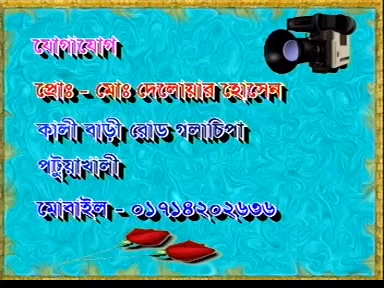 যোগাযোগ
প্রোঃ - মোঃ দেলোয়ার হোসেন
কালী বাড়ী রোড গলাচিপা
পটুয়াখালী
মোবাইল - ০১৭১৪২০২৬৩৬